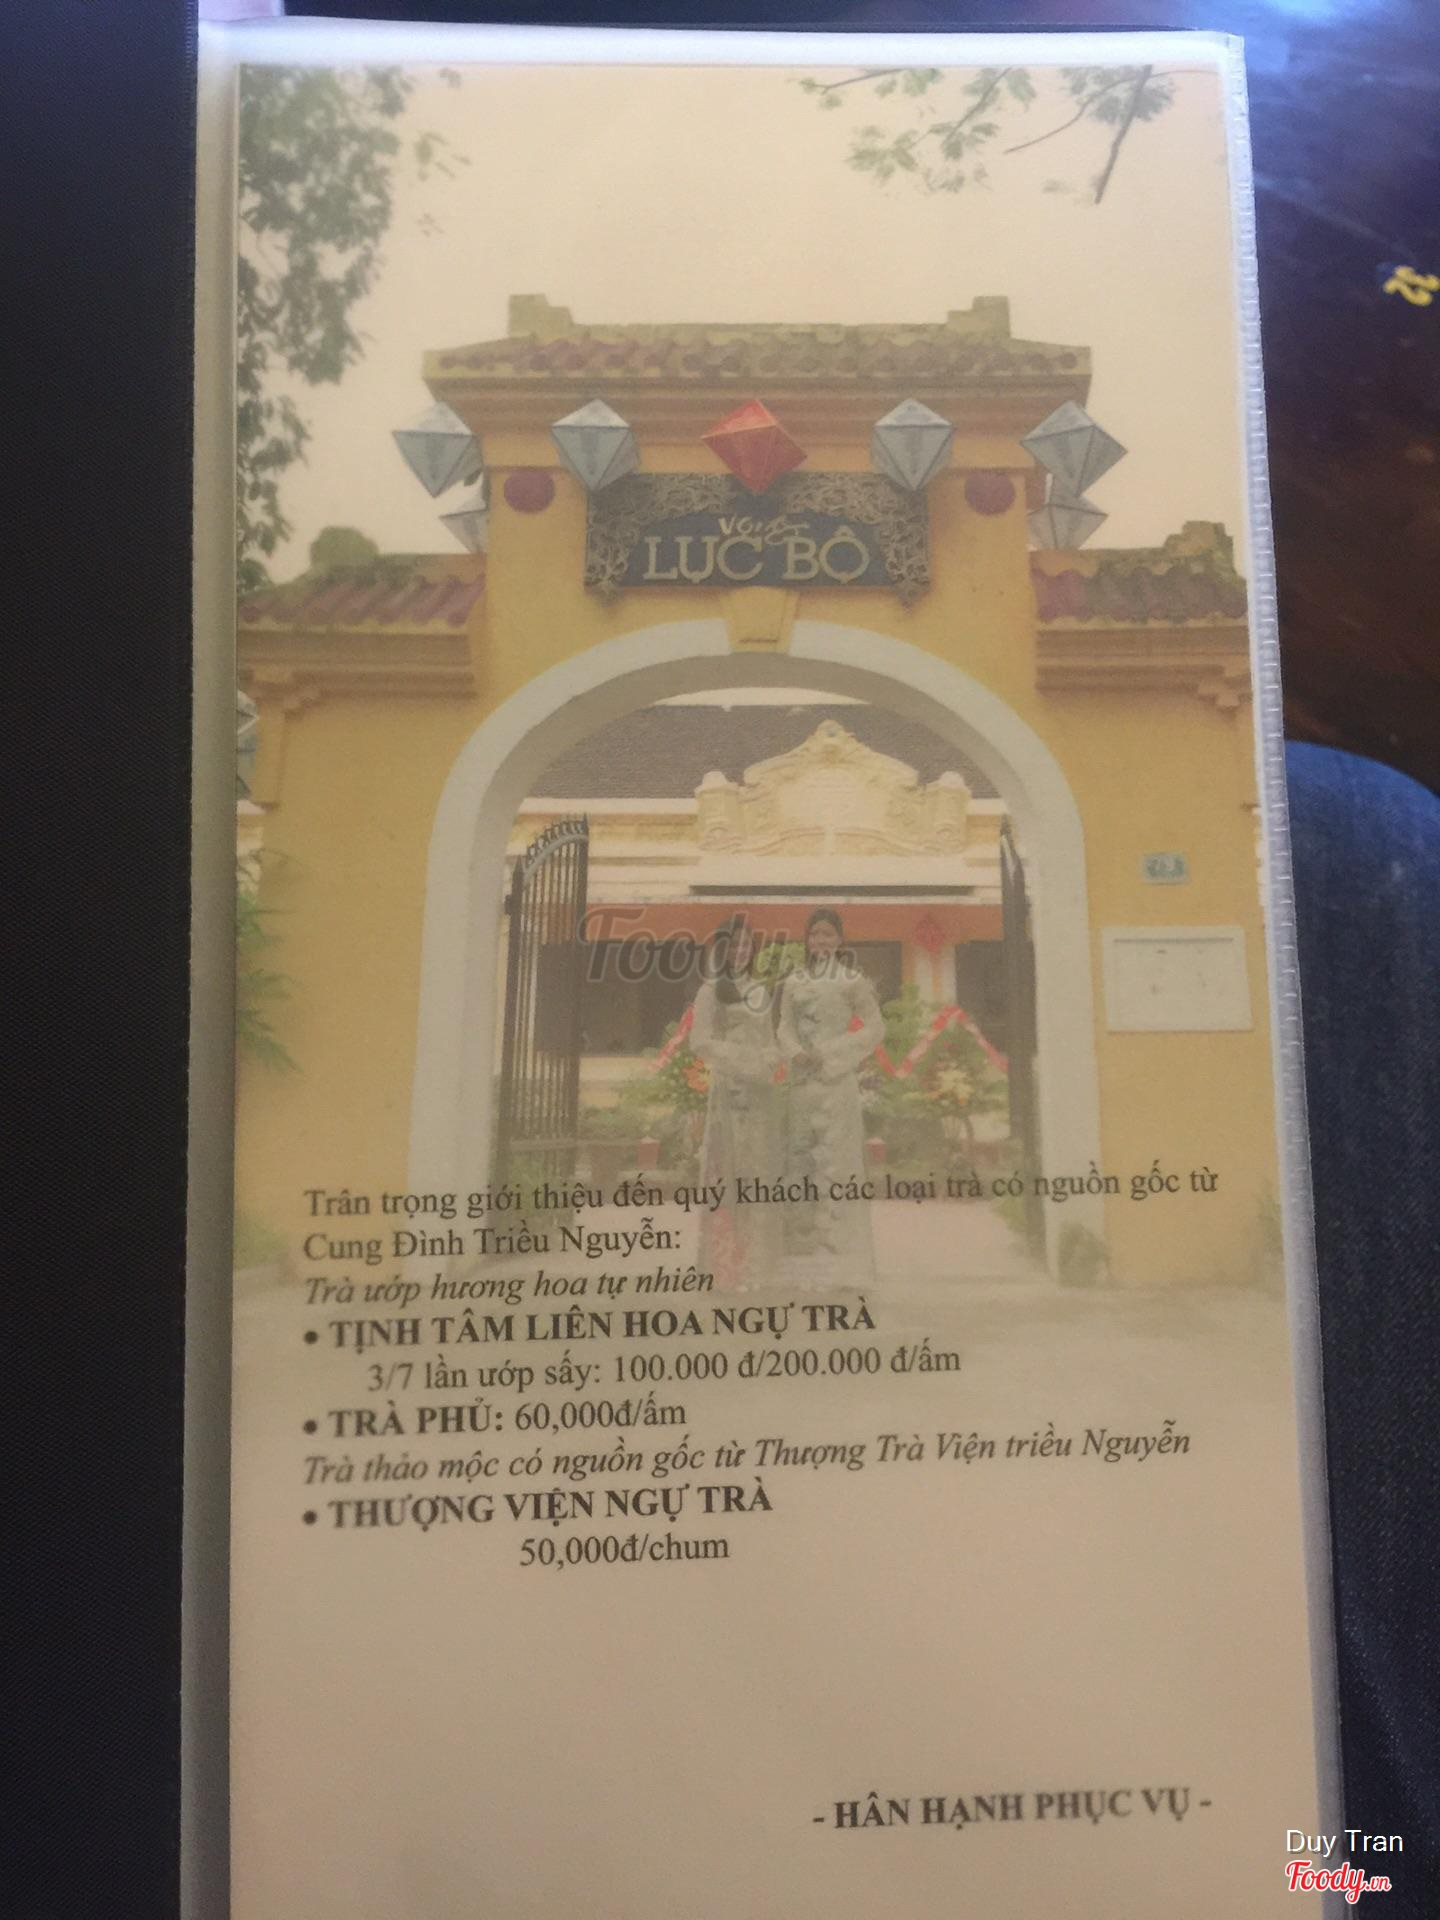 Vọng
LỤC BỘ
73
Foody.vn
Trân trọng giới thiệu đến quý khách các loại trà có nguồn gốc từ
Cung Đình Triều Nguyễn:
Trà ướp hương hoa tự nhiên
• TỊNH TÂM LIÊN HOA NGỰ TRÀ
3/7 lần ướp sấy: 100.000 đ/200.000 đ/ấm
• TRÀ PHỦ: 60,000đ/ấm
Trà thảo mộc có nguồn gốc từ Thượng Trà Viện triều Nguyễn
• THƯỢNG VIỆN NGỰ TRÀ
50,000đ/chum
- HÂN HẠNH PHỤC VỤ -
Duy Tran
Foody.vn